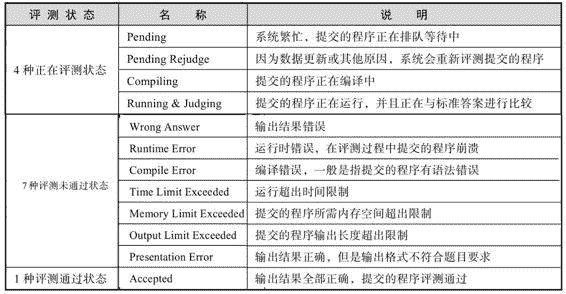 评测状态 名称 说明
4种正在评测状态
Pending 系统繁忙，提交的程序正在排队等待中
Pending Rejudge 因为数据更新或其他原因，系统会重新评测提交的程序
Compiling 提交的程序正在编译中
Running & Judging 提交的程序正在运行，并且正在与标准答案进行比较
7种评测未通过状态
Wrong Answer 输出结果错误
Runtime Error 运行时错误，在评测过程中提交的程序崩溃
Compile Error 编译错误，一般是指提交的程序有语法错误
Time Limit Exceeded 运行超出时间限制
Memory Limit Exceeded 提交的程序所需内存空间超出限制
Output Limit Exceeded 提交的程序输出长度超出限制
Presentation Error 输出结果正确，但是输出格式不符合题目要求
1种评测通过状态 Accepted 输出结果全部正确，提交的程序评测通过